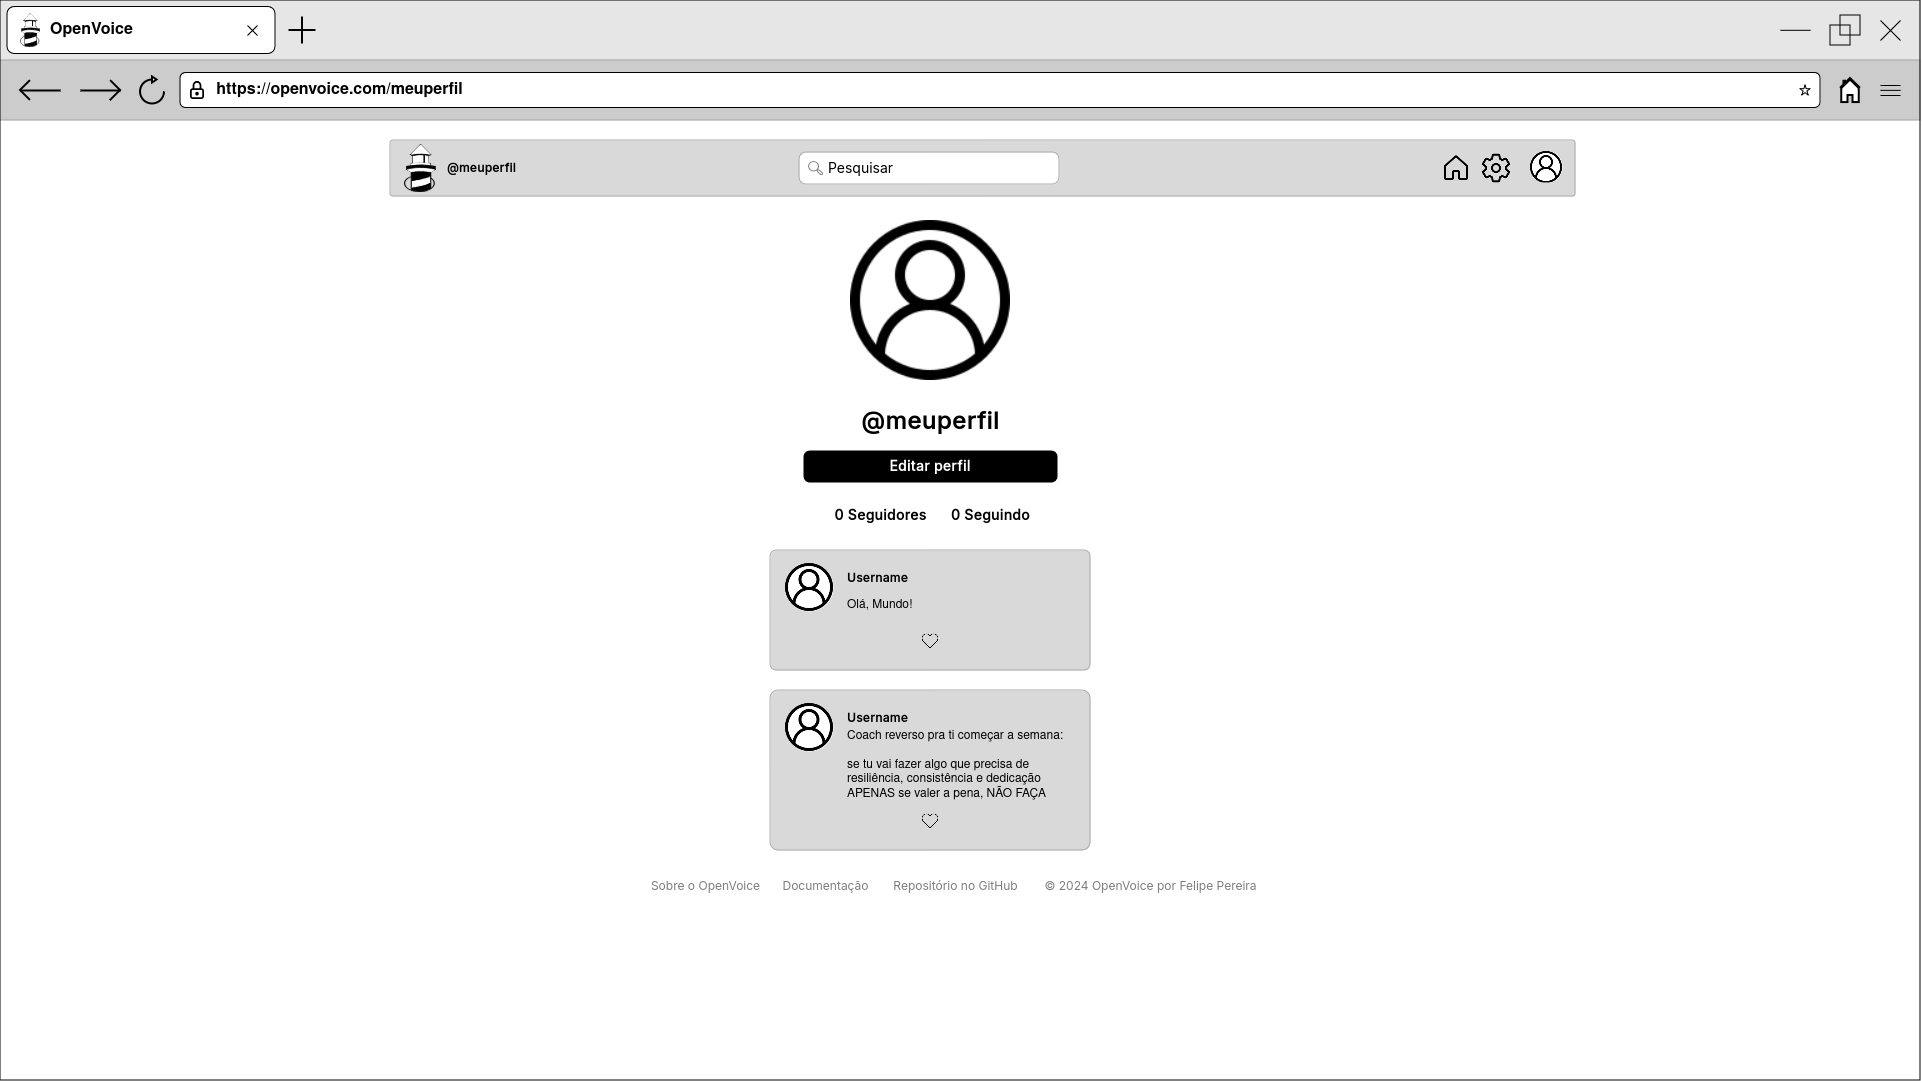 OpenVoice
https://openvoice.com/meuperfil
@meuperfil
Pesquisar
@meuperfil
Editar perfil
0 Seguidores 0 Seguindo
Username
Olá, Mundo!
Username
Coach reverso pra ti começar a semana:
se tu vai fazer algo que precisa de
resiliência, consistência e dedicação
APENAS se valer a pena, NÃO FAÇA
Sobre o OpenVoice Documentação Repositório no GitHub © 2024 OpenVoice por Felipe Pereira